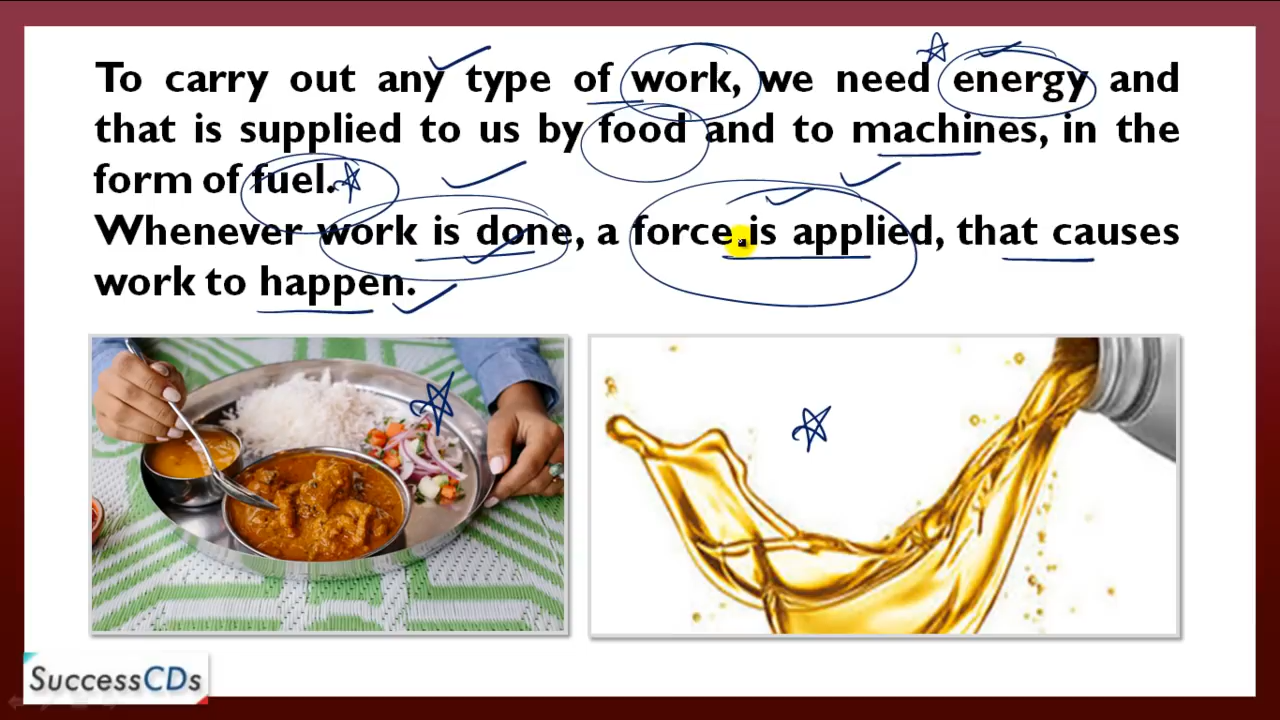 To carry out any type of work, we need energy and
that is supplied to us by food and to machines, in the
form of fuel.
Whenever work is done, a force is applied, that causes
work to happen.
SuccessCDs